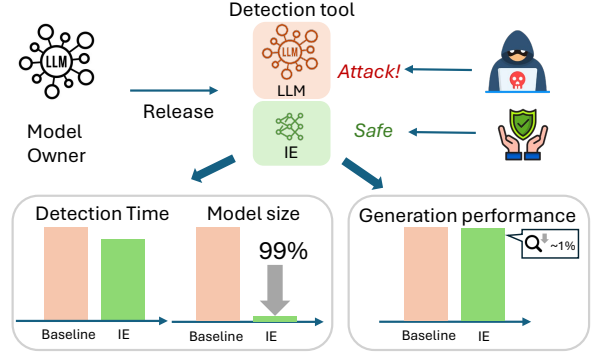 Detection tool
LLM
LLM
Attack!
LLM
Release
Model
Owner
IE
Safe
Detection Time
Model size
99%
Baseline
IE
Baseline
IE
Generation performance
~1%
Baseline
IE